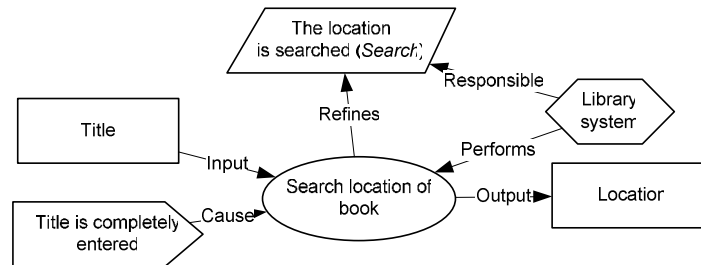 The location
is searched (Search)
Responsible
Library
system
Refines
Title
Input
Performs
Search location of
book
Output
Location
Title is completely
entered
Cause